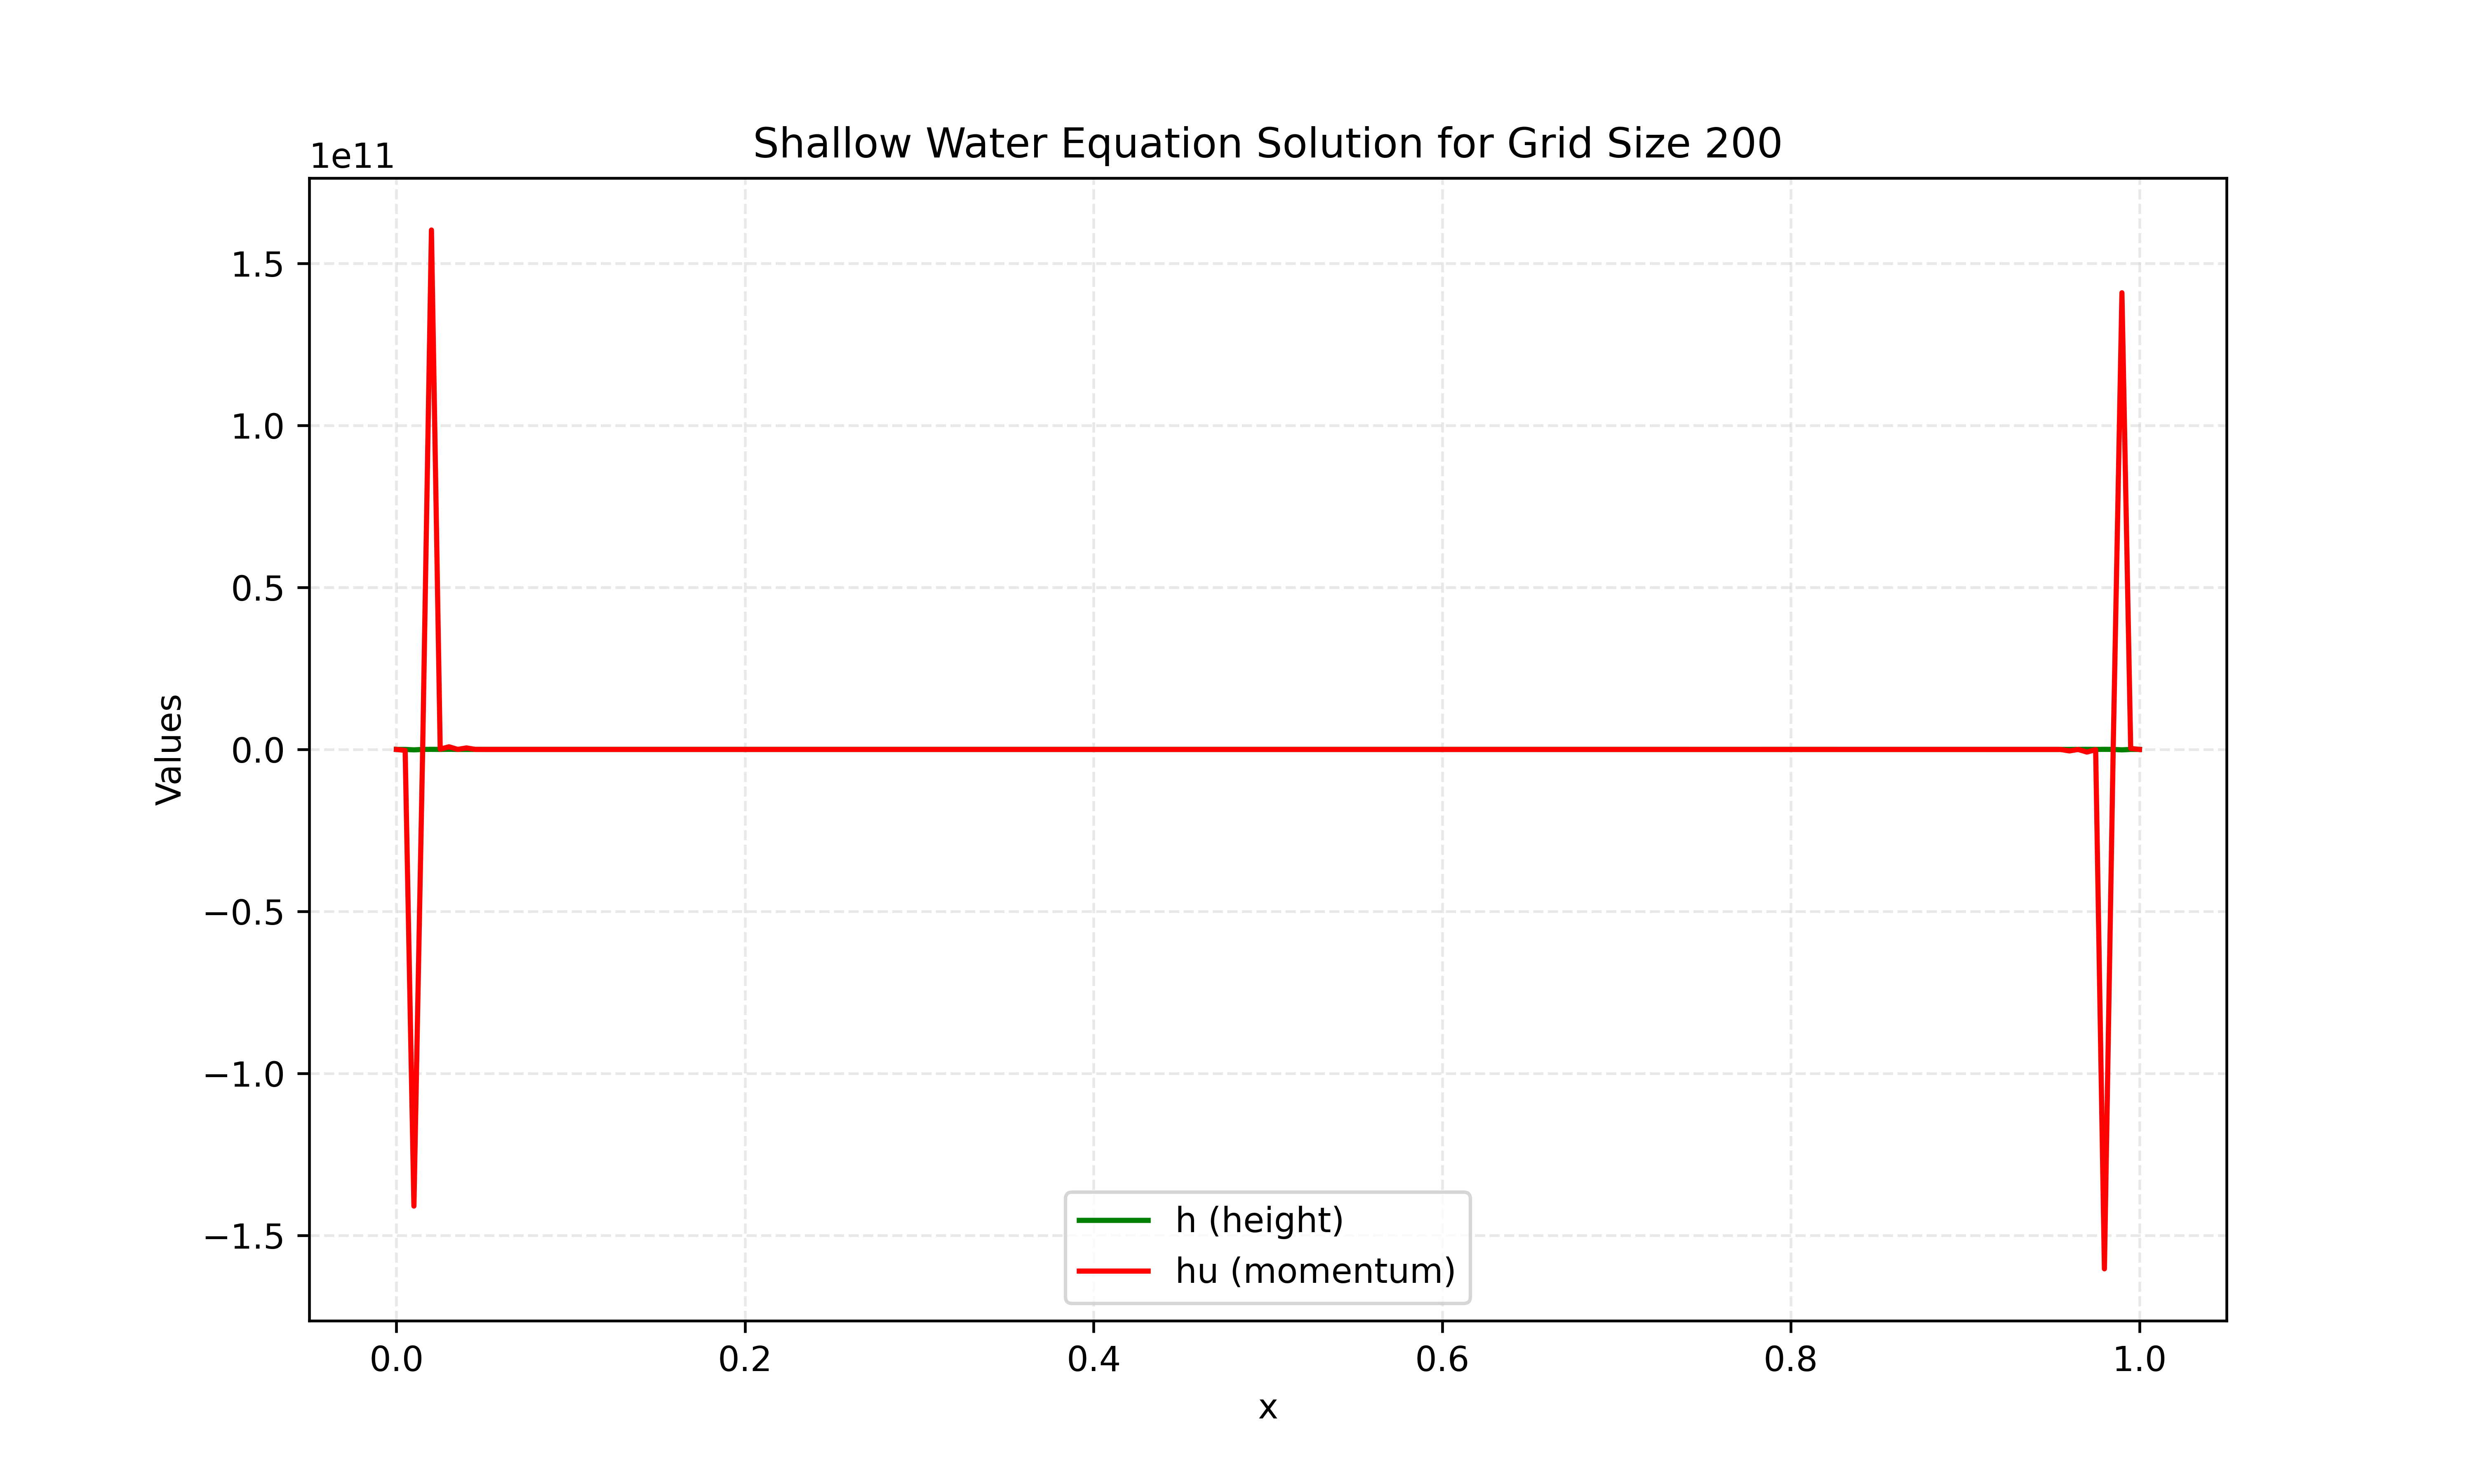 Shallow Water Equation Solution for Grid Size 200
1e11
1.5
1.0
0.5
0.0
−0.5
−1.0
−1.5
Values
h (height)
hu (momentum)
0.0 0.2 0.4 0.6 0.8 1.0
x